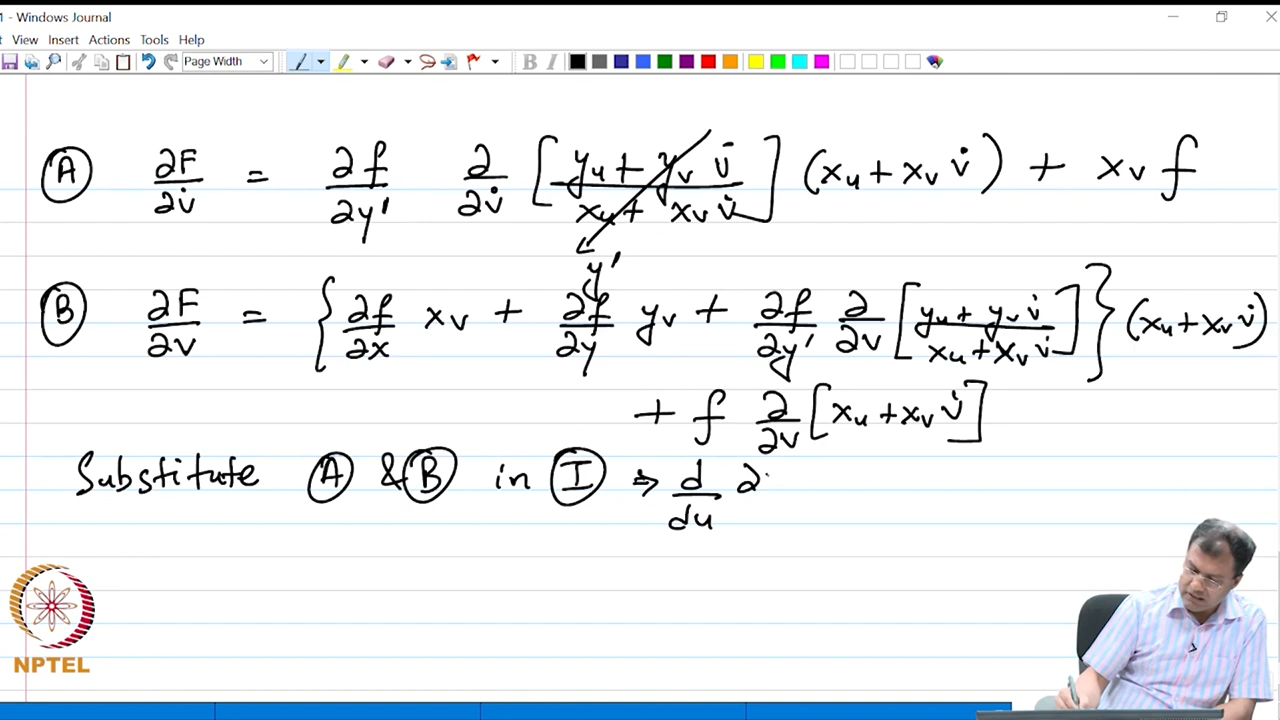 1 - Windows Journal
View Insert Actions Tools Help
Page Width B I
Ⓐ ∂F/∂v̇ = ∂f/∂y' ∂/∂v̇ [ (y_u + y_v v̇)/(x_u + x_v v̇) ] (x_u + x_v v̇) + x_v f
y'
Ⓑ ∂F/∂v = { ∂f/∂x x_v + ∂f/∂y y_v + ∂f/∂y' ∂/∂v [ (y_u + y_v v̇)/(x_u + x_v v̇) ] } (x_u + x_v v̇)
+ f ∂/∂v [x_u + x_v v̇]
Substitute Ⓐ & Ⓑ in Ⓘ ⇒ d/du ∂
NPTEL